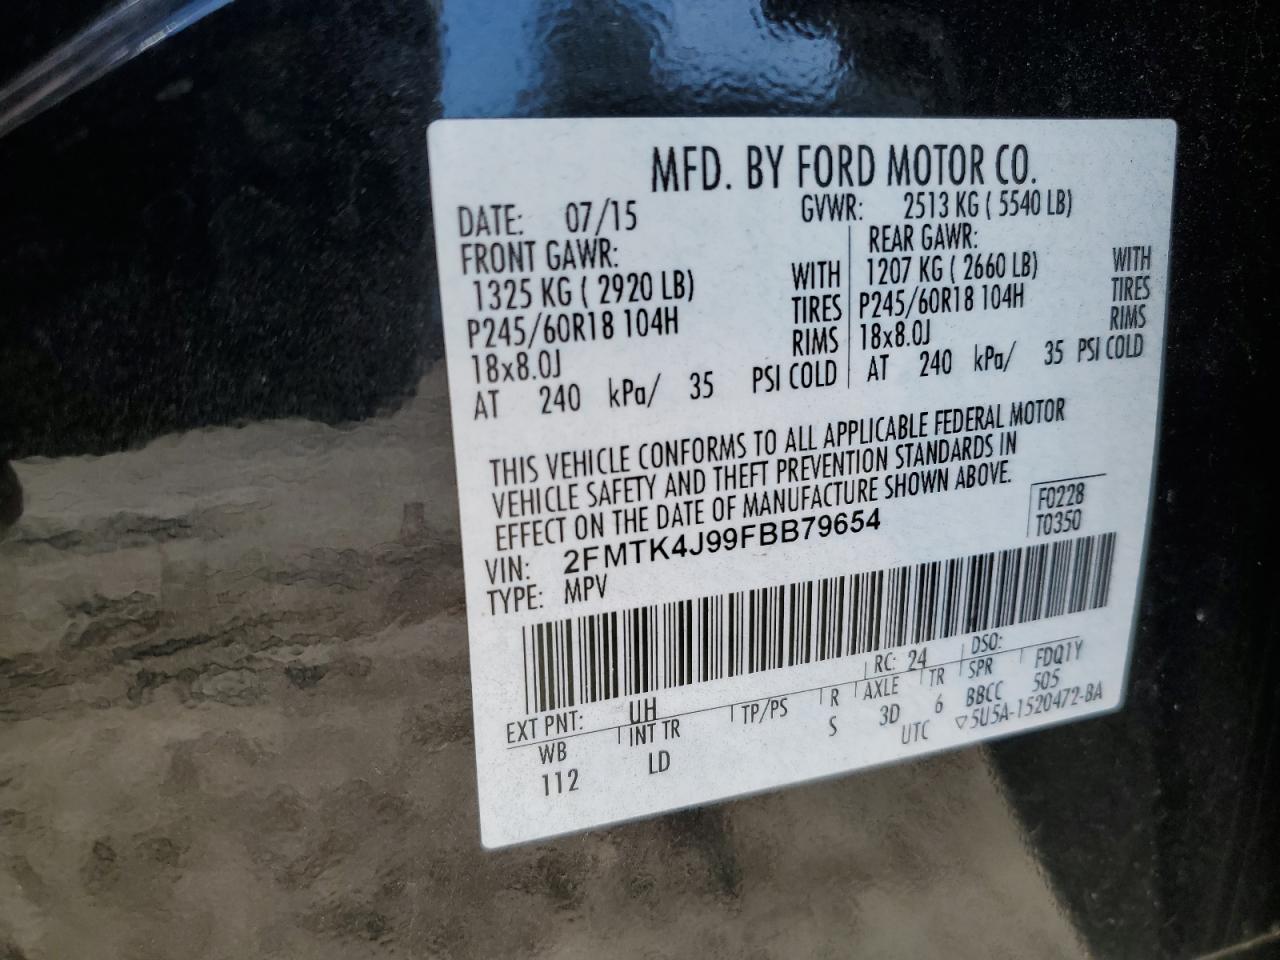 MFD. BY FORD MOTOR CO.
DATE: 07/15 GVWR: 2513 KG ( 5540 LB)
FRONT GAWR: REAR GAWR:
1325 KG ( 2920 LB) WITH 1207 KG ( 2660 LB) WITH
P245/60R18 104H TIRES P245/60R18 104H TIRES
18x8.0J RIMS 18x8.0J RIMS
AT 240 kPa/ 35 PSI COLD AT 240 kPa/ 35 PSI COLD
THIS VEHICLE CONFORMS TO ALL APPLICABLE FEDERAL MOTOR
VEHICLE SAFETY AND THEFT PREVENTION STANDARDS IN
EFFECT ON THE DATE OF MANUFACTURE SHOWN ABOVE.
F0228
VIN: 2FMTK4J99FBB79654 T0350
TYPE: MPV
EXT PNT: UH RC: 24 DSO: FDQ1Y
WB INT TR TP/PS R AXLE TR SPR 505
112 LD S 3D 6 BBCC
UTC ▽5U5A-1520472-BA